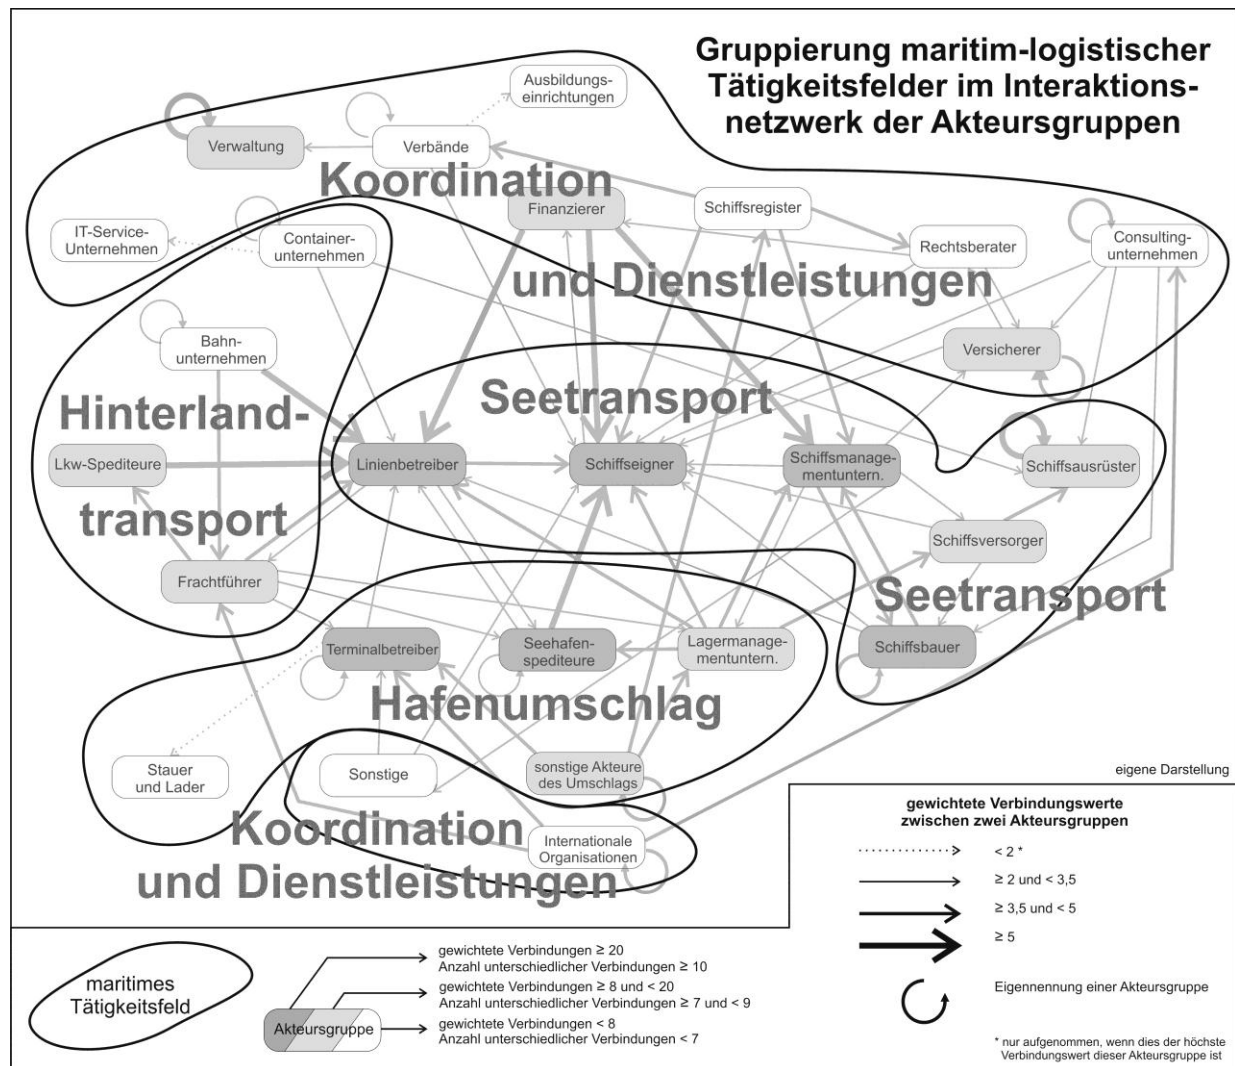 Gruppierung maritim-logistischer
Tätigkeitsfelder im Interaktions-
netzwerk der Akteursgruppen
Ausbildungs-
einrichtungen
Verwaltung
Verbände
Koordination
Finanzierer
Schiffsregister
IT-Service-
Unternehmen
Container-
unternehmen
Rechtsberater
Consulting-
unternehmen
und Dienstleistungen
Bahn-
unternehmen
Versicherer
Hinterland-
Seetransport
Lkw-Spediteure
Linienbetreiber
Schiffseigner
Schiffsmanage-
mentuntern.
Schiffsausrüster
transport
Schiffsversorger
Frachtführer
Seetransport
Terminalbetreiber
Seehafen-
spediteure
Lagermanage-
mentuntern.
Schiffsbauer
Hafenumschlag
Stauer
und Lader
Sonstige
sonstige Akteure
des Umschlags
eigene Darstellung
Koordination
Internationale
Organisationen
und Dienstleistungen
gewichtete Verbindungswerte
zwischen zwei Akteursgruppen
< 2 *
≥ 2 und < 3,5
≥ 3,5 und < 5
≥ 5
Eigennennung einer Akteursgruppe
* nur aufgenommen, wenn dies der höchste
Verbindungswert dieser Akteursgruppe ist
maritimes
Tätigkeitsfeld
Akteursgruppe
gewichtete Verbindungen ≥ 20
Anzahl unterschiedlicher Verbindungen ≥ 10
gewichtete Verbindungen ≥ 8 und < 20
Anzahl unterschiedlicher Verbindungen ≥ 7 und < 9
gewichtete Verbindungen < 8
Anzahl unterschiedlicher Verbindungen < 7